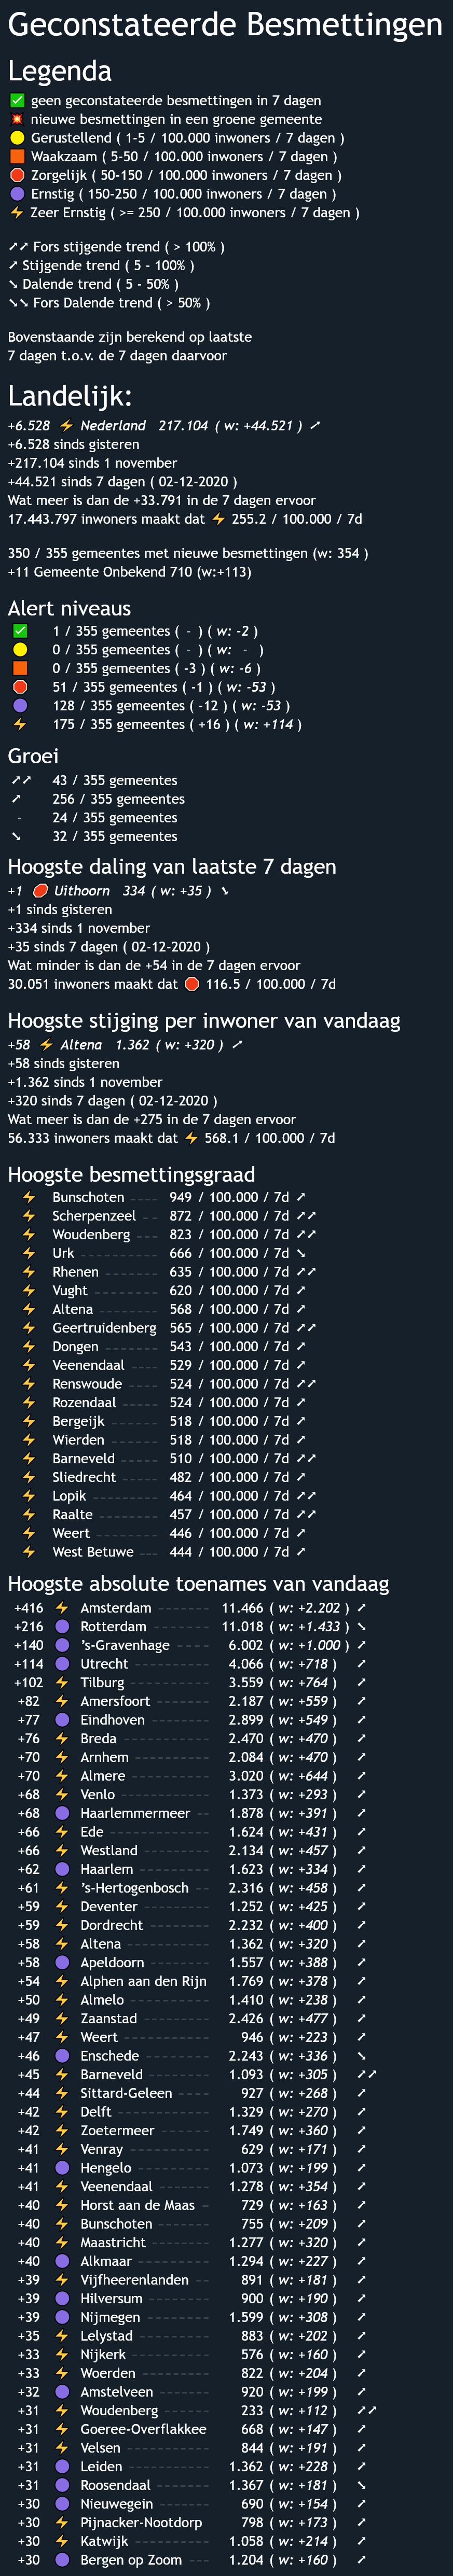 Geconstateerde Besmettingen
Legenda
✅ geen geconstateerde besmettingen in 7 dagen
💥 nieuwe besmettingen in een groene gemeente
🟡 Gerustellend ( 1-5 / 100.000 inwoners / 7 dagen )
🟧 Waakzaam ( 5-50 / 100.000 inwoners / 7 dagen )
🛑 Zorgelijk ( 50-150 / 100.000 inwoners / 7 dagen )
🟣 Ernstig ( 150-250 / 100.000 inwoners / 7 dagen )
⚡ Zeer Ernstig ( >= 250 / 100.000 inwoners / 7 dagen )
➚➚ Fors stijgende trend ( > 100% )
➚ Stijgende trend ( 5 - 100% )
➘ Dalende trend ( 5 - 50% )
➘➘ Fors Dalende trend ( > 50% )
Bovenstaande zijn berekend op laatste
7 dagen t.o.v. de 7 dagen daarvoor
Landelijk:
+6.528 ⚡ Nederland 217.104 ( w: +44.521 ) ➚
+6.528 sinds gisteren
+217.104 sinds 1 november
+44.521 sinds 7 dagen ( 02-12-2020 )
Wat meer is dan de +33.791 in de 7 dagen ervoor
17.443.797 inwoners maakt dat ⚡ 255.2 / 100.000 / 7d
350 / 355 gemeentes met nieuwe besmettingen (w: 354 )
+11 Gemeente Onbekend 710 (w:+113)
Alert niveaus
✅ 1 / 355 gemeentes ( - ) ( w: -2 )
🟡 0 / 355 gemeentes ( - ) ( w: - )
🟧 0 / 355 gemeentes ( -3 ) ( w: -6 )
🛑 51 / 355 gemeentes ( -1 ) ( w: -53 )
🟣 128 / 355 gemeentes ( -12 ) ( w: -53 )
⚡ 175 / 355 gemeentes ( +16 ) ( w: +114 )
Groei
➚➚ 43 / 355 gemeentes
➚ 256 / 355 gemeentes
- 24 / 355 gemeentes
➘ 32 / 355 gemeentes
Hoogste daling van laatste 7 dagen
+1 🛑 Uithoorn 334 ( w: +35 ) ➘
+1 sinds gisteren
+334 sinds 1 november
+35 sinds 7 dagen ( 02-12-2020 )
Wat minder is dan de +54 in de 7 dagen ervoor
30.051 inwoners maakt dat 🛑 116.5 / 100.000 / 7d
Hoogste stijging per inwoner van vandaag
+58 ⚡ Altena 1.362 ( w: +320 ) ➚
+58 sinds gisteren
+1.362 sinds 1 november
+320 sinds 7 dagen ( 02-12-2020 )
Wat meer is dan de +275 in de 7 dagen ervoor
56.333 inwoners maakt dat ⚡ 568.1 / 100.000 / 7d
Hoogste besmettingsgraad
⚡ Bunschoten ---- 949 / 100.000 / 7d ➚
⚡ Scherpenzeel -- 872 / 100.000 / 7d ➚➚
⚡ Woudenberg ---- 823 / 100.000 / 7d ➚➚
⚡ Urk ----------- 666 / 100.000 / 7d ➘
⚡ Rhenen -------- 635 / 100.000 / 7d ➚➚
⚡ Vught --------- 620 / 100.000 / 7d ➚
⚡ Altena -------- 568 / 100.000 / 7d ➚
⚡ Geertruidenberg 565 / 100.000 / 7d ➚➚
⚡ Dongen -------- 543 / 100.000 / 7d ➚
⚡ Veenendaal ----- 529 / 100.000 / 7d ➚
⚡ Renswoude ----- 524 / 100.000 / 7d ➚➚
⚡ Rozendaal ----- 524 / 100.000 / 7d ➚
⚡ Bergeijk ------- 518 / 100.000 / 7d ➚
⚡ Wierden ------- 518 / 100.000 / 7d ➚
⚡ Barneveld ----- 510 / 100.000 / 7d ➚➚
⚡ Sliedrecht ----- 482 / 100.000 / 7d ➚
⚡ Lopik ---------- 464 / 100.000 / 7d ➚➚
⚡ Raalte --------- 457 / 100.000 / 7d ➚➚
⚡ Weert --------- 446 / 100.000 / 7d ➚
⚡ West Betuwe --- 444 / 100.000 / 7d ➚
Hoogste absolute toenames van vandaag
+416 ⚡ Amsterdam -------- 11.466 ( w: +2.202 ) ➚
+216 🟣 Rotterdam -------- 11.018 ( w: +1.433 ) ➘
+140 🟣 's-Gravenhage ----- 6.002 ( w: +1.000 ) ➚
+114 🟣 Utrecht ----------- 4.066 ( w: +718 ) ➚
+102 ⚡ Tilburg ------------ 3.559 ( w: +764 ) ➚
+82 ⚡ Amersfoort -------- 2.187 ( w: +559 ) ➚
+77 🟣 Eindhoven --------- 2.899 ( w: +549 ) ➚
+76 ⚡ Breda ------------- 2.470 ( w: +470 ) ➚
+70 ⚡ Arnhem ----------- 2.084 ( w: +470 ) ➚
+70 ⚡ Almere ------------ 3.020 ( w: +644 ) ➚
+68 ⚡ Venlo ------------- 1.373 ( w: +293 ) ➚
+68 🟣 Haarlemmermeer -- 1.878 ( w: +391 ) ➚
+66 ⚡ Ede --------------- 1.624 ( w: +431 ) ➚
+66 ⚡ Westland ---------- 2.134 ( w: +457 ) ➚
+62 🟣 Haarlem ----------- 1.623 ( w: +334 ) ➚
+61 ⚡ 's-Hertogenbosch --- 2.316 ( w: +458 ) ➚
+59 ⚡ Deventer ---------- 1.252 ( w: +425 ) ➚
+59 ⚡ Dordrecht --------- 2.232 ( w: +400 ) ➚
+58 ⚡ Altena ------------ 1.362 ( w: +320 ) ➚
+58 🟣 Apeldoorn --------- 1.557 ( w: +388 ) ➚
+54 ⚡ Alphen aan den Rijn 1.769 ( w: +378 ) ➚
+50 ⚡ Almelo ------------ 1.410 ( w: +238 ) ➚
+49 ⚡ Zaanstad ---------- 2.426 ( w: +477 ) ➚
+47 ⚡ Weert ------------- 946 ( w: +223 ) ➚
+46 🟣 Enschede ---------- 2.243 ( w: +336 ) ➘
+45 ⚡ Barneveld --------- 1.093 ( w: +305 ) ➚➚
+44 ⚡ Sittard-Geleen ----- 927 ( w: +268 ) ➚
+42 ⚡ Delft -------------- 1.329 ( w: +270 ) ➚
+42 ⚡ Zoetermeer -------- 1.749 ( w: +360 ) ➚
+41 ⚡ Venray ------------ 629 ( w: +171 ) ➚
+41 🟣 Hengelo ----------- 1.073 ( w: +199 ) ➚
+41 ⚡ Veenendaal -------- 1.278 ( w: +354 ) ➚
+40 ⚡ Horst aan de Maas - 729 ( w: +163 ) ➚
+40 ⚡ Bunschoten -------- 755 ( w: +209 ) ➚
+40 ⚡ Maastricht --------- 1.277 ( w: +320 ) ➚
+40 🟣 Alkmaar ----------- 1.294 ( w: +227 ) ➚
+39 ⚡ Vijfheerenlanden --- 891 ( w: +181 ) ➚
+39 🟣 Hilversum ---------- 900 ( w: +190 ) ➚
+39 🟣 Nijmegen ---------- 1.599 ( w: +308 ) ➚
+35 ⚡ Lelystad ----------- 883 ( w: +202 ) ➚
+33 ⚡ Nijkerk ------------ 576 ( w: +160 ) ➚
+33 ⚡ Woerden ---------- 822 ( w: +204 ) ➚
+32 🟣 Amstelveen -------- 920 ( w: +199 ) ➚
+31 ⚡ Woudenberg ------- 233 ( w: +112 ) ➚➚
+31 ⚡ Goeree-Overflakkee 668 ( w: +147 ) ➚
+31 ⚡ Velsen ------------ 844 ( w: +191 ) ➚
+31 🟣 Leiden ------------ 1.362 ( w: +228 ) ➚
+31 🟣 Roosendaal -------- 1.367 ( w: +181 ) ➘
+30 🟣 Nieuwegein -------- 690 ( w: +154 ) ➚
+30 ⚡ Pijnacker-Nootdorp 798 ( w: +173 ) ➚
+30 ⚡ Katwijk ----------- 1.058 ( w: +214 ) ➚
+30 🟣 Bergen op Zoom --- 1.204 ( w: +160 ) ➚